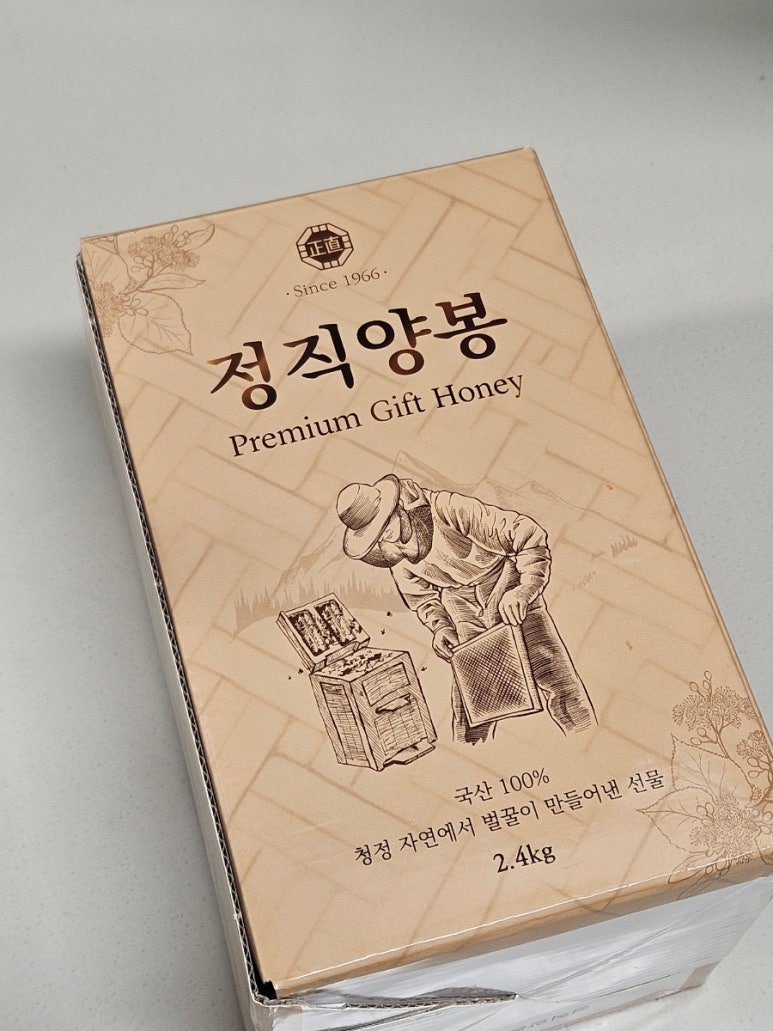 正直
·Since 1966·
정직양봉
Premium Gift Honey
국산 100%
청정 자연에서 벌꿀이 만들어낸 선물
2.4kg